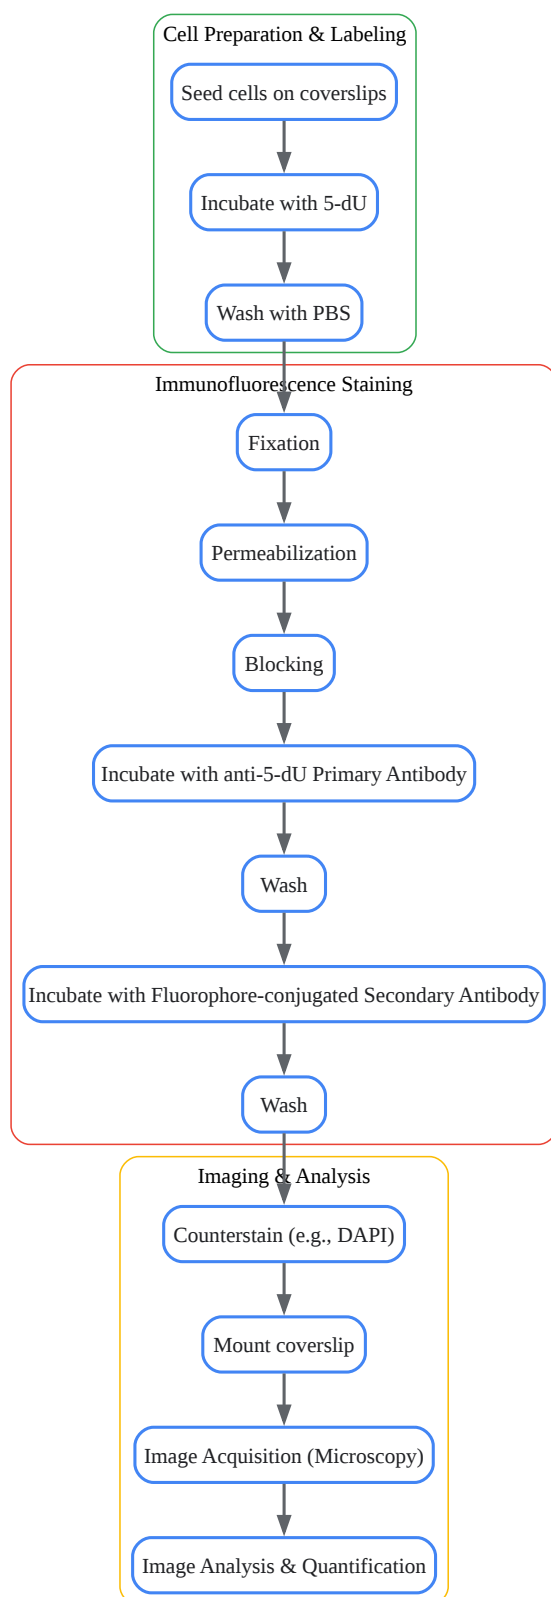 Cell Preparation & Labeling
Seed cells on coverslips
Incubate with 5-dU
Wash with PBS
Immunofluorescence Staining
Fixation
Permeabilization
Blocking
Incubate with anti-5-dU Primary Antibody
Wash
Incubate with Fluorophore-conjugated Secondary Antibody
Wash
Imaging & Analysis
Counterstain (e.g., DAPI)
Mount coverslip
Image Acquisition (Microscopy)
Image Analysis & Quantification